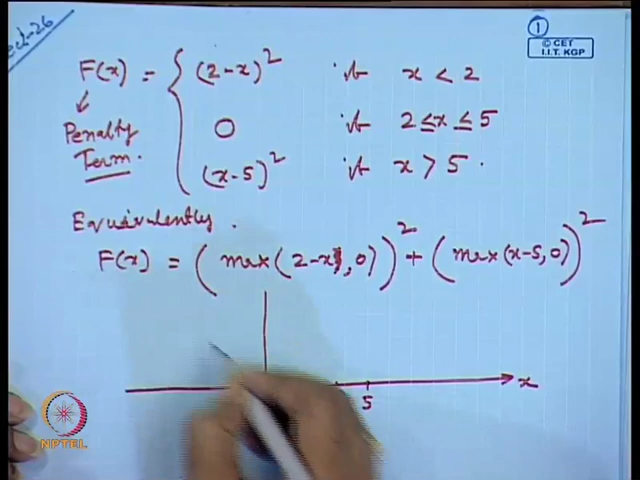 Lect-26
1
© CET
I.I.T. KGP
F(x) = { (2-x)^2 if x < 2
0 if 2 ≤ x ≤ 5
(x-5)^2 if x > 5.
Penalty
Term.
Equivalently.
F(x) = (max(2-x, 0))^2 + (max(x-5, 0))^2
x
5
NPTEL